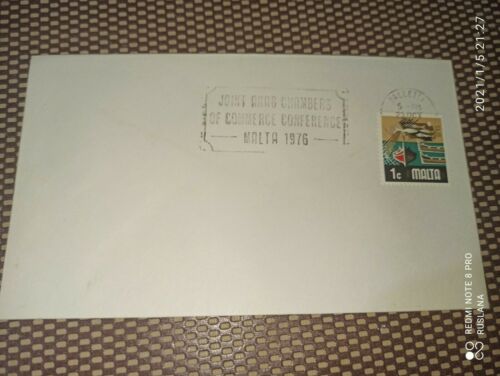 JOINT ARAB CHAMBERS
OF COMMERCE CONFERENCE
MALTA 1976
VALLETTA
1c MALTA
2021/1/5 21:27
REDMI NOTE 8 PRO
RUSLANA